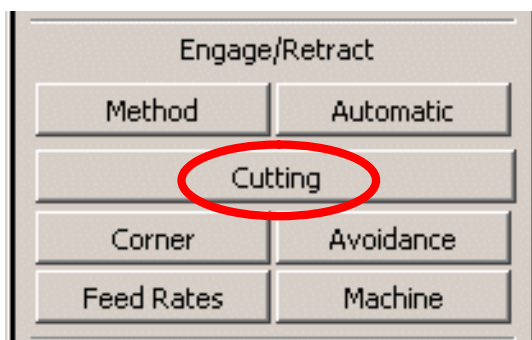 Engage/Retract
Method Automatic
Cutting
Corner Avoidance
Feed Rates Machine